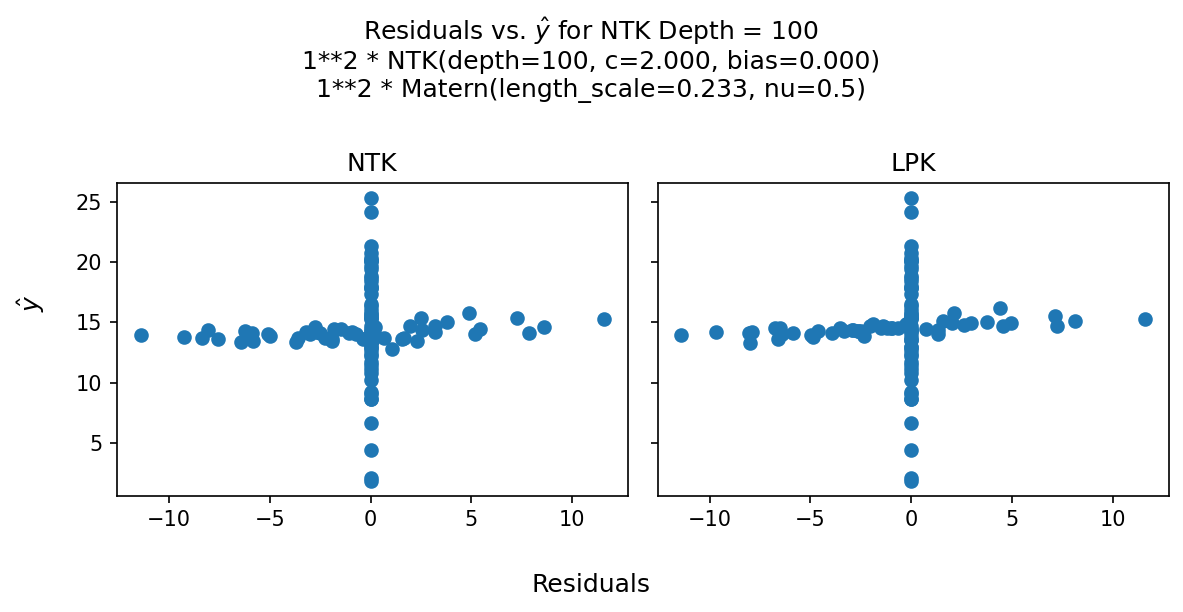 Residuals vs. ŷ for NTK Depth = 100
1**2 * NTK(depth=100, c=2.000, bias=0.000)
1**2 * Matern(length_scale=0.233, nu=0.5)
NTK
LPK
25
20
15
10
5
ŷ
−10 −5 0 5 10
−10 −5 0 5 10
Residuals